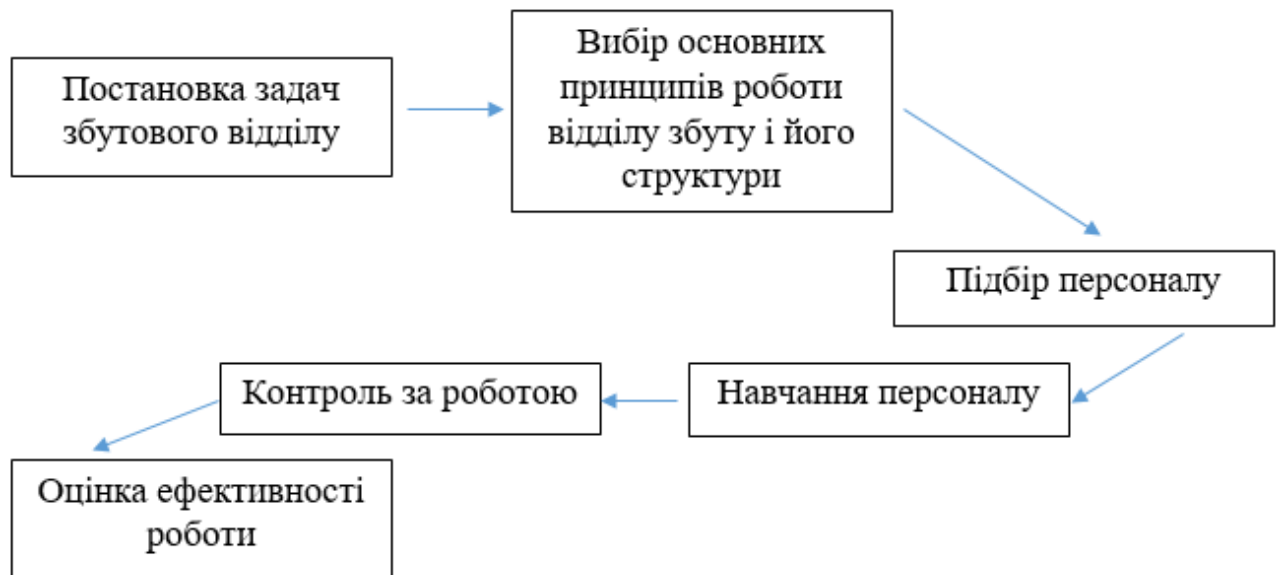 Постановка задач
збутового відділу
Вибір основних
принципів роботи
відділу збуту і його
структури
Підбір персоналу
Навчання персоналу
Контроль за роботою
Оцінка ефективності
роботи